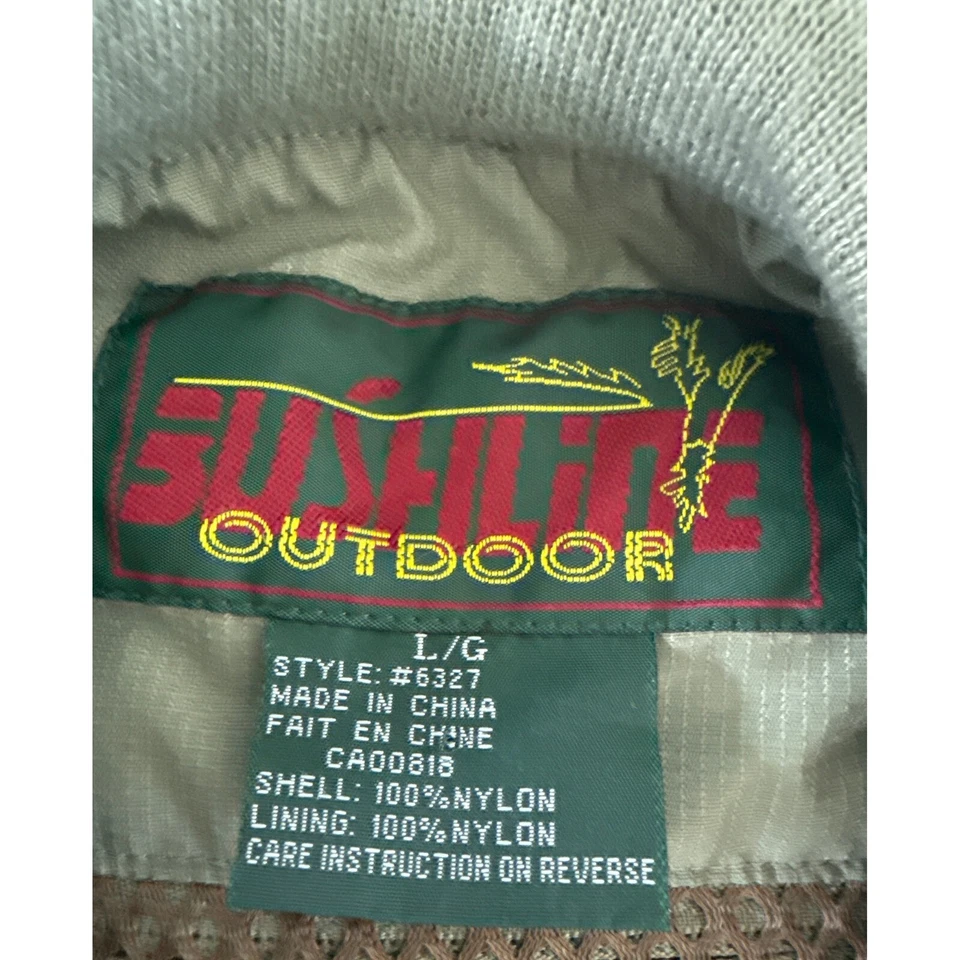 BUSHLINE
OUTDOOR
L/G
STYLE: #6327
MADE IN CHINA
FAIT EN CHINE
CA00818
SHELL: 100%NYLON
LINING: 100%NYLON
CARE INSTRUCTION ON REVERSE